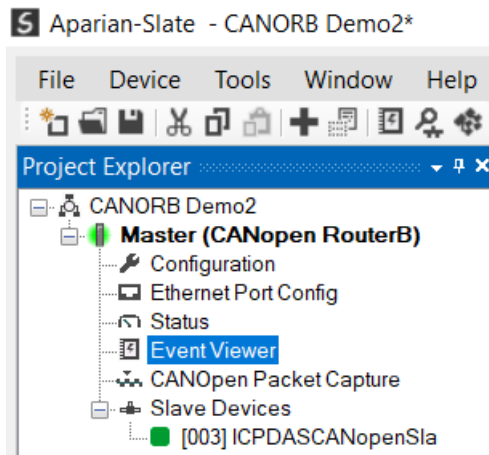 S Aparian-Slate - CANORB Demo2*
File Device Tools Window Help
Project Explorer
CANORB Demo2
Master (CANopen RouterB)
Configuration
Ethernet Port Config
Status
Event Viewer
CANOpen Packet Capture
Slave Devices
[003] ICPDASCANopenSla